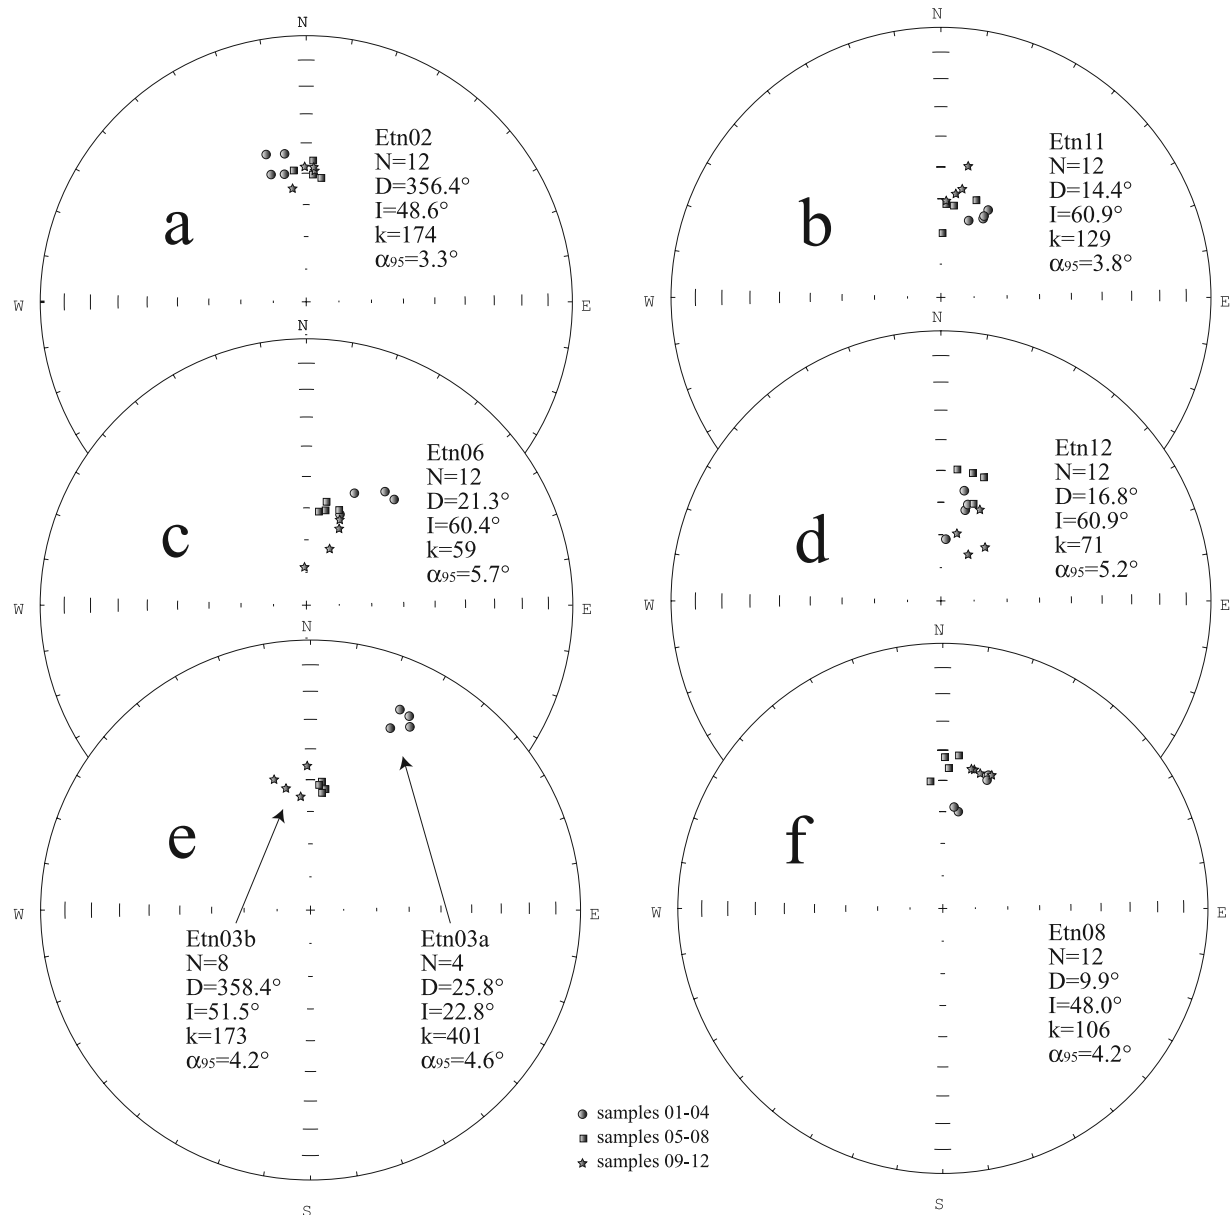 N
Etn02
N=12
D=356.4°
I=48.6°
k=174
α95=3.3°
a
W
E
N
Etn11
N=12
D=14.4°
I=60.9°
k=129
α95=3.8°
b
W
E
N
Etn06
N=12
D=21.3°
I=60.4°
k=59
α95=5.7°
c
W
E
N
Etn12
N=12
D=16.8°
I=60.9°
k=71
α95=5.2°
d
W
E
N
e
W
E
Etn03b
N=8
D=358.4°
I=51.5°
k=173
α95=4.2°
Etn03a
N=4
D=25.8°
I=22.8°
k=401
α95=4.6°
S
N
f
W
E
Etn08
N=12
D=9.9°
I=48.0°
k=106
α95=4.2°
S
samples 01-04
samples 05-08
samples 09-12